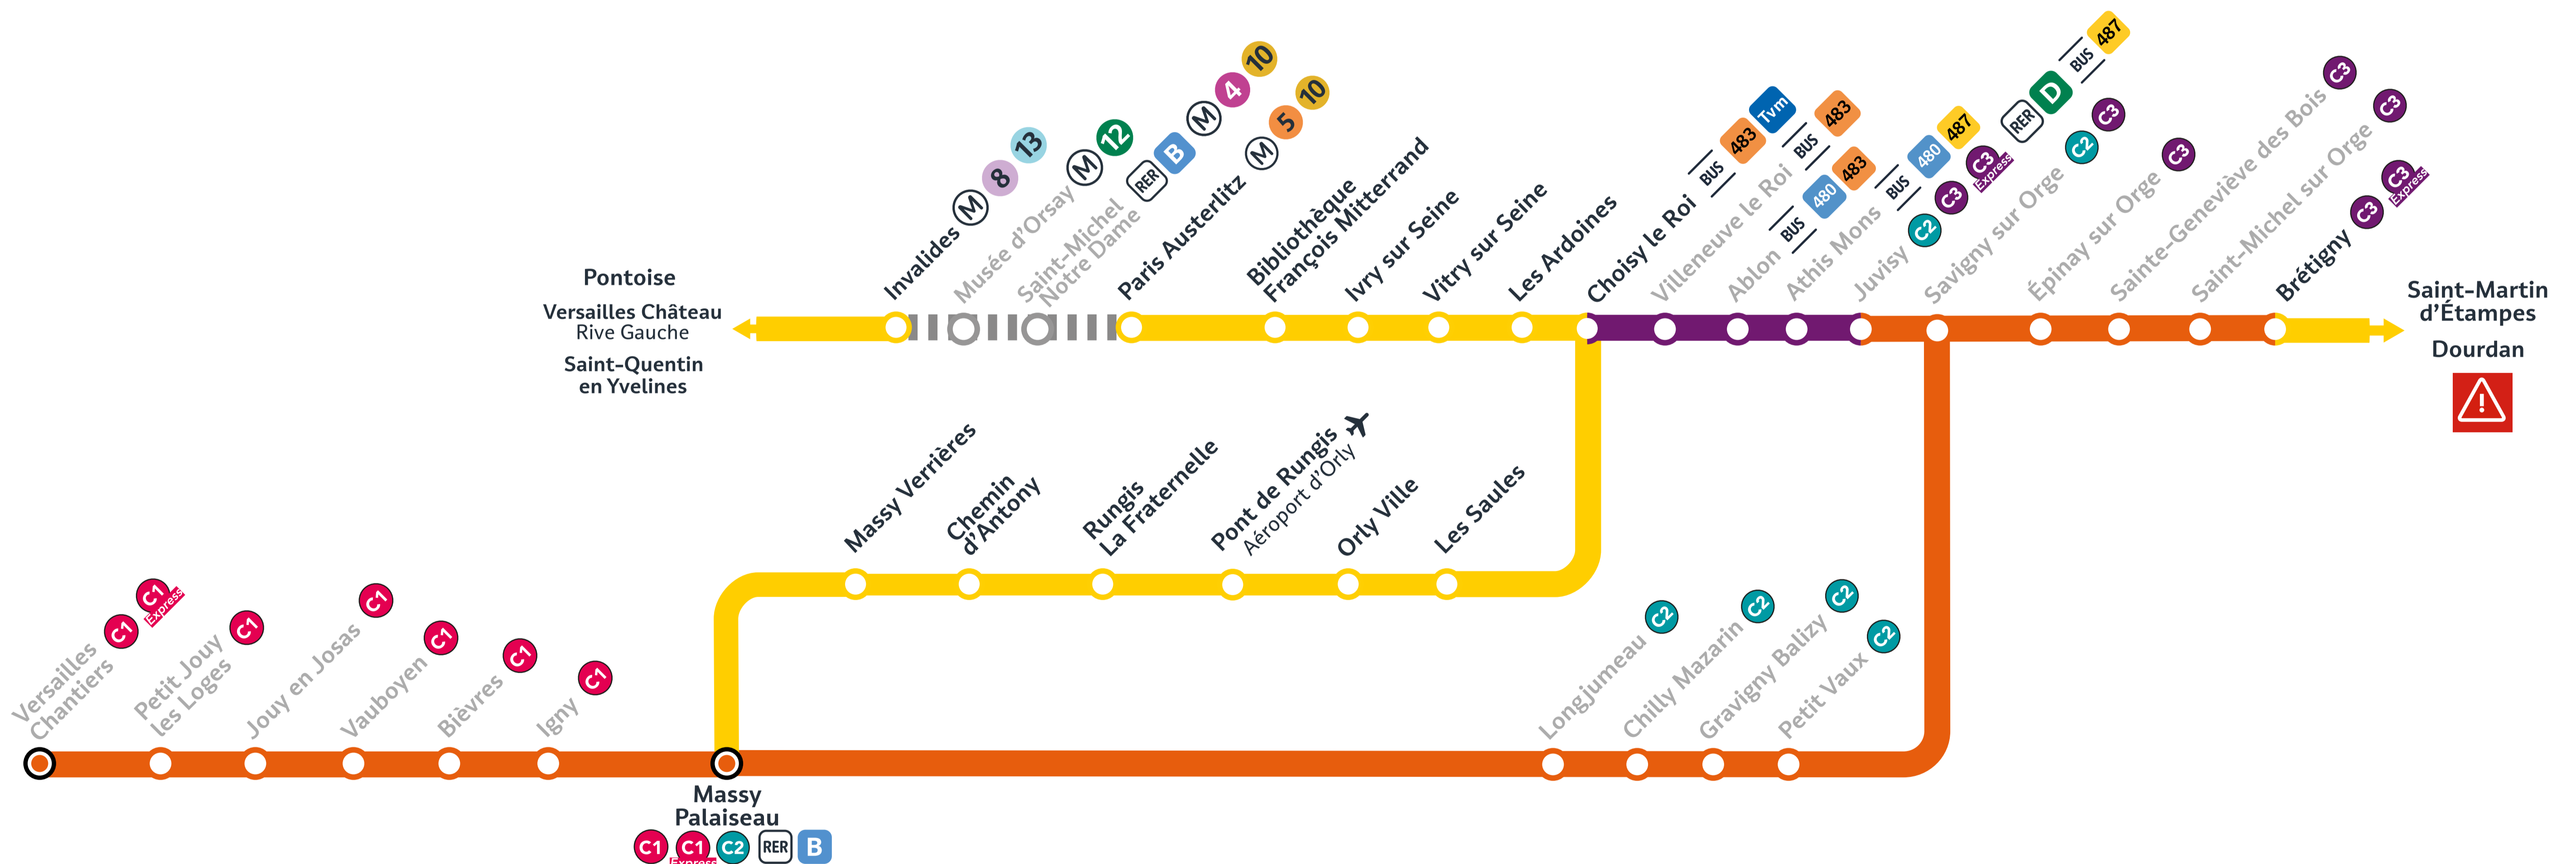 Pontoise
Versailles Château
Rive Gauche
Saint-Quentin
en Yvelines
Invalides M 8 13
Musée d'Orsay M 12
Saint-Michel
Notre Dame RER B M 4 10
Paris Austerlitz M 5 10
Bibliothèque
François Mitterrand
Ivry sur Seine
Vitry sur Seine
Les Ardoines
Choisy le Roi BUS 483 Tvm
Villeneuve le Roi BUS 483
Ablon BUS 480 483
Athis Mons BUS 480 487
Juvisy C2 C3 C3 Express RER D BUS 487
Savigny sur Orge C2 C3
Épinay sur Orge C3
Sainte-Geneviève des Bois C3
Saint-Michel sur Orge C3
Brétigny C3 C3 Express
Saint-Martin
d'Étampes
Dourdan
!
Massy Verrières
Chemin
d'Antony
Rungis
La Fraternelle
Pont de Rungis
Aéroport d'Orly
Orly Ville
Les Saules
Versailles
Chantiers C1 C1 Express
Petit Jouy
les Loges C1
Jouy en Josas C1
Vauboyen C1
Bièvres C1
Igny C1
Longjumeau C2
Chilly Mazarin C2
Gravigny Balizy C2
Petit Vaux C2
Massy
Palaiseau
C1 C1 Express C2 RER B